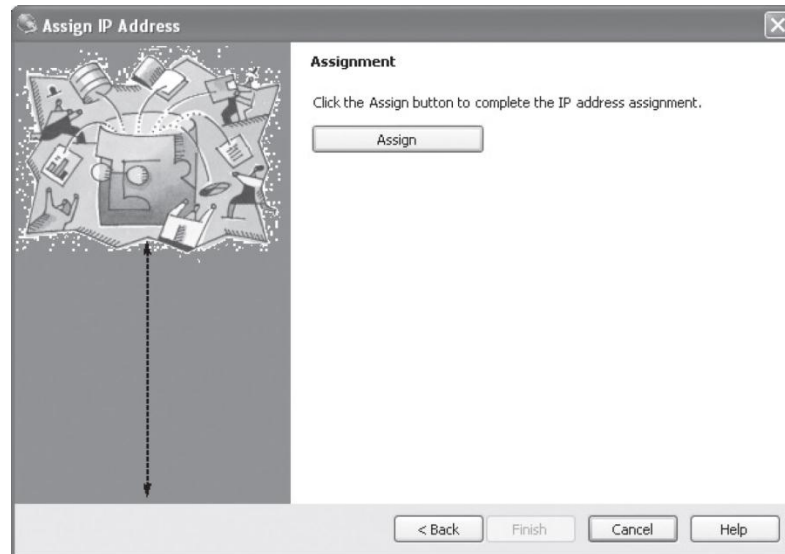 Assign IP Address
Assignment
Click the Assign button to complete the IP address assignment.
Assign
< Back
Finish
Cancel
Help